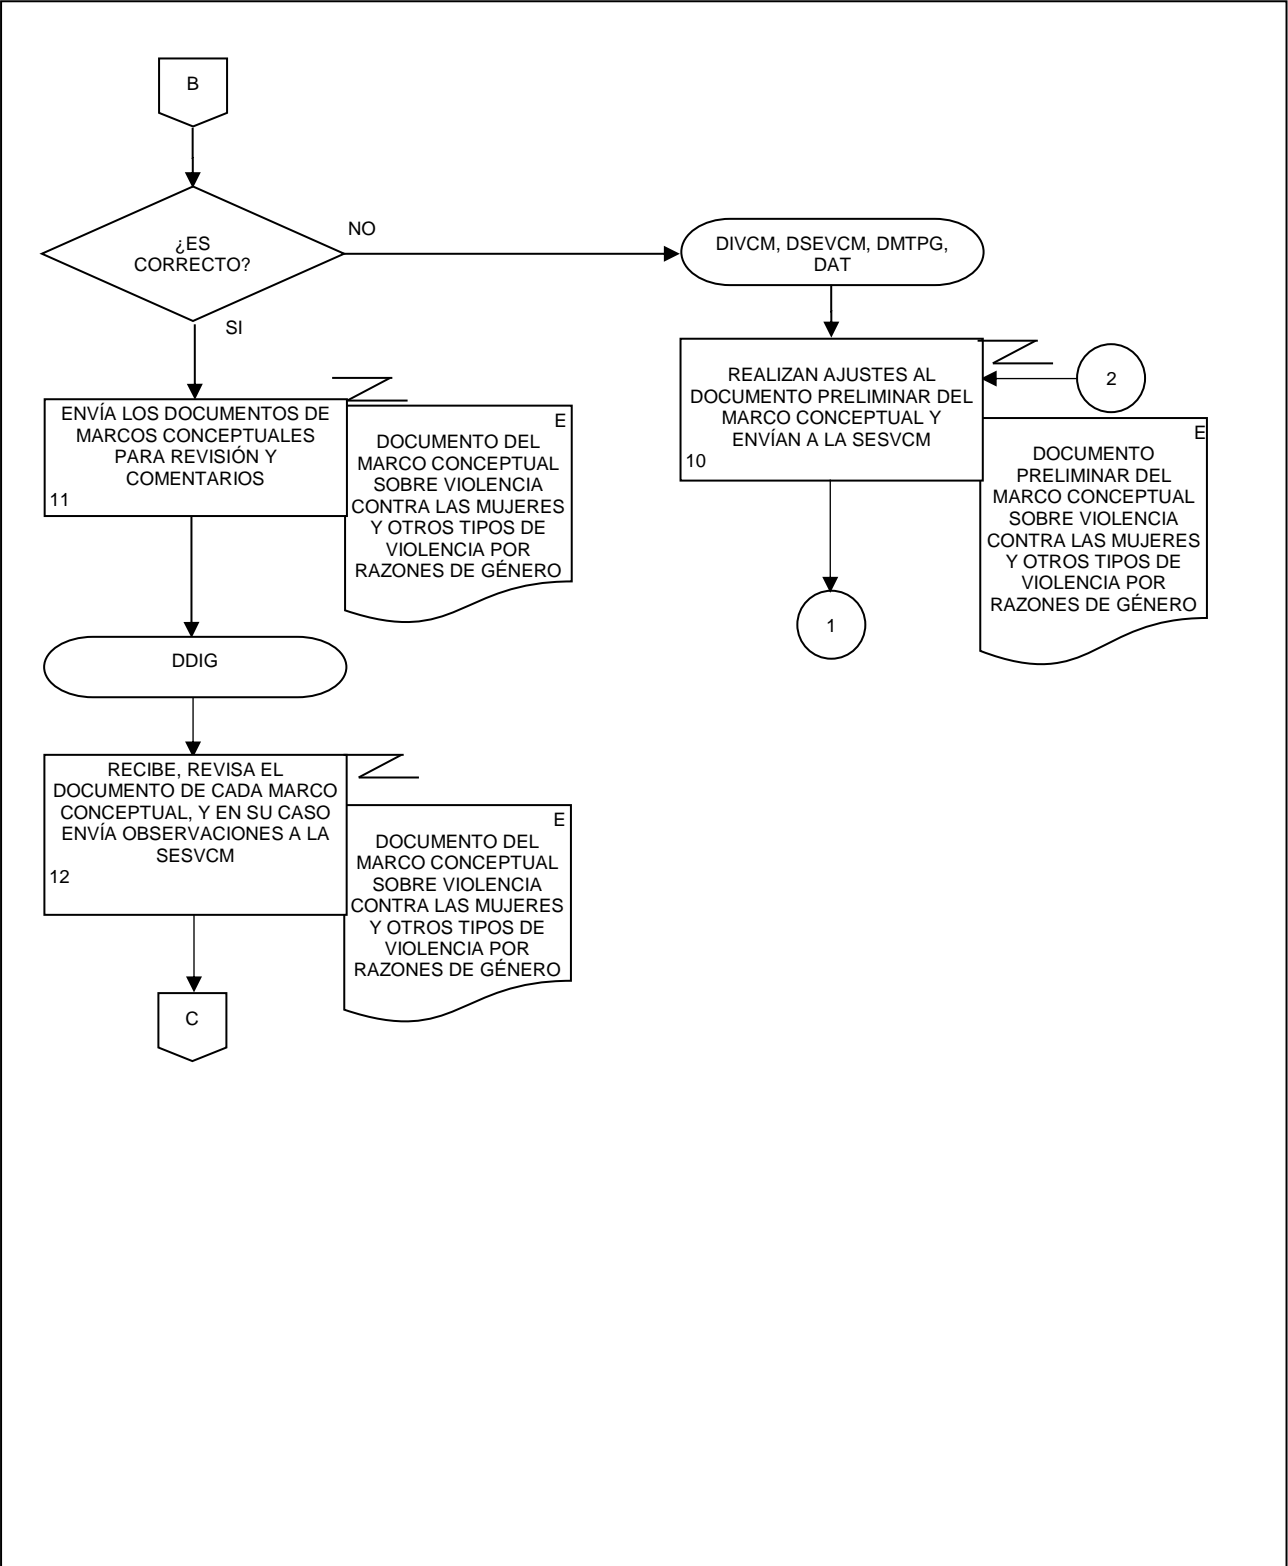 B
¿ES
CORRECTO?
NO
SI
DIVCM, DSEVCM, DMTPG,
DAT
REALIZAN AJUSTES AL
DOCUMENTO PRELIMINAR DEL
MARCO CONCEPTUAL Y
ENVÍAN A LA SESVCM
10
2
E
DOCUMENTO
PRELIMINAR DEL
MARCO CONCEPTUAL
SOBRE VIOLENCIA
CONTRA LAS MUJERES
Y OTROS TIPOS DE
VIOLENCIA POR
RAZONES DE GÉNERO
1
ENVÍA LOS DOCUMENTOS DE
MARCOS CONCEPTUALES
PARA REVISIÓN Y
COMENTARIOS
11
E
DOCUMENTO DEL
MARCO CONCEPTUAL
SOBRE VIOLENCIA
CONTRA LAS MUJERES
Y OTROS TIPOS DE
VIOLENCIA POR
RAZONES DE GÉNERO
DDIG
RECIBE, REVISA EL
DOCUMENTO DE CADA MARCO
CONCEPTUAL, Y EN SU CASO
ENVÍA OBSERVACIONES A LA
SESVCM
12
E
DOCUMENTO DEL
MARCO CONCEPTUAL
SOBRE VIOLENCIA
CONTRA LAS MUJERES
Y OTROS TIPOS DE
VIOLENCIA POR
RAZONES DE GÉNERO
C